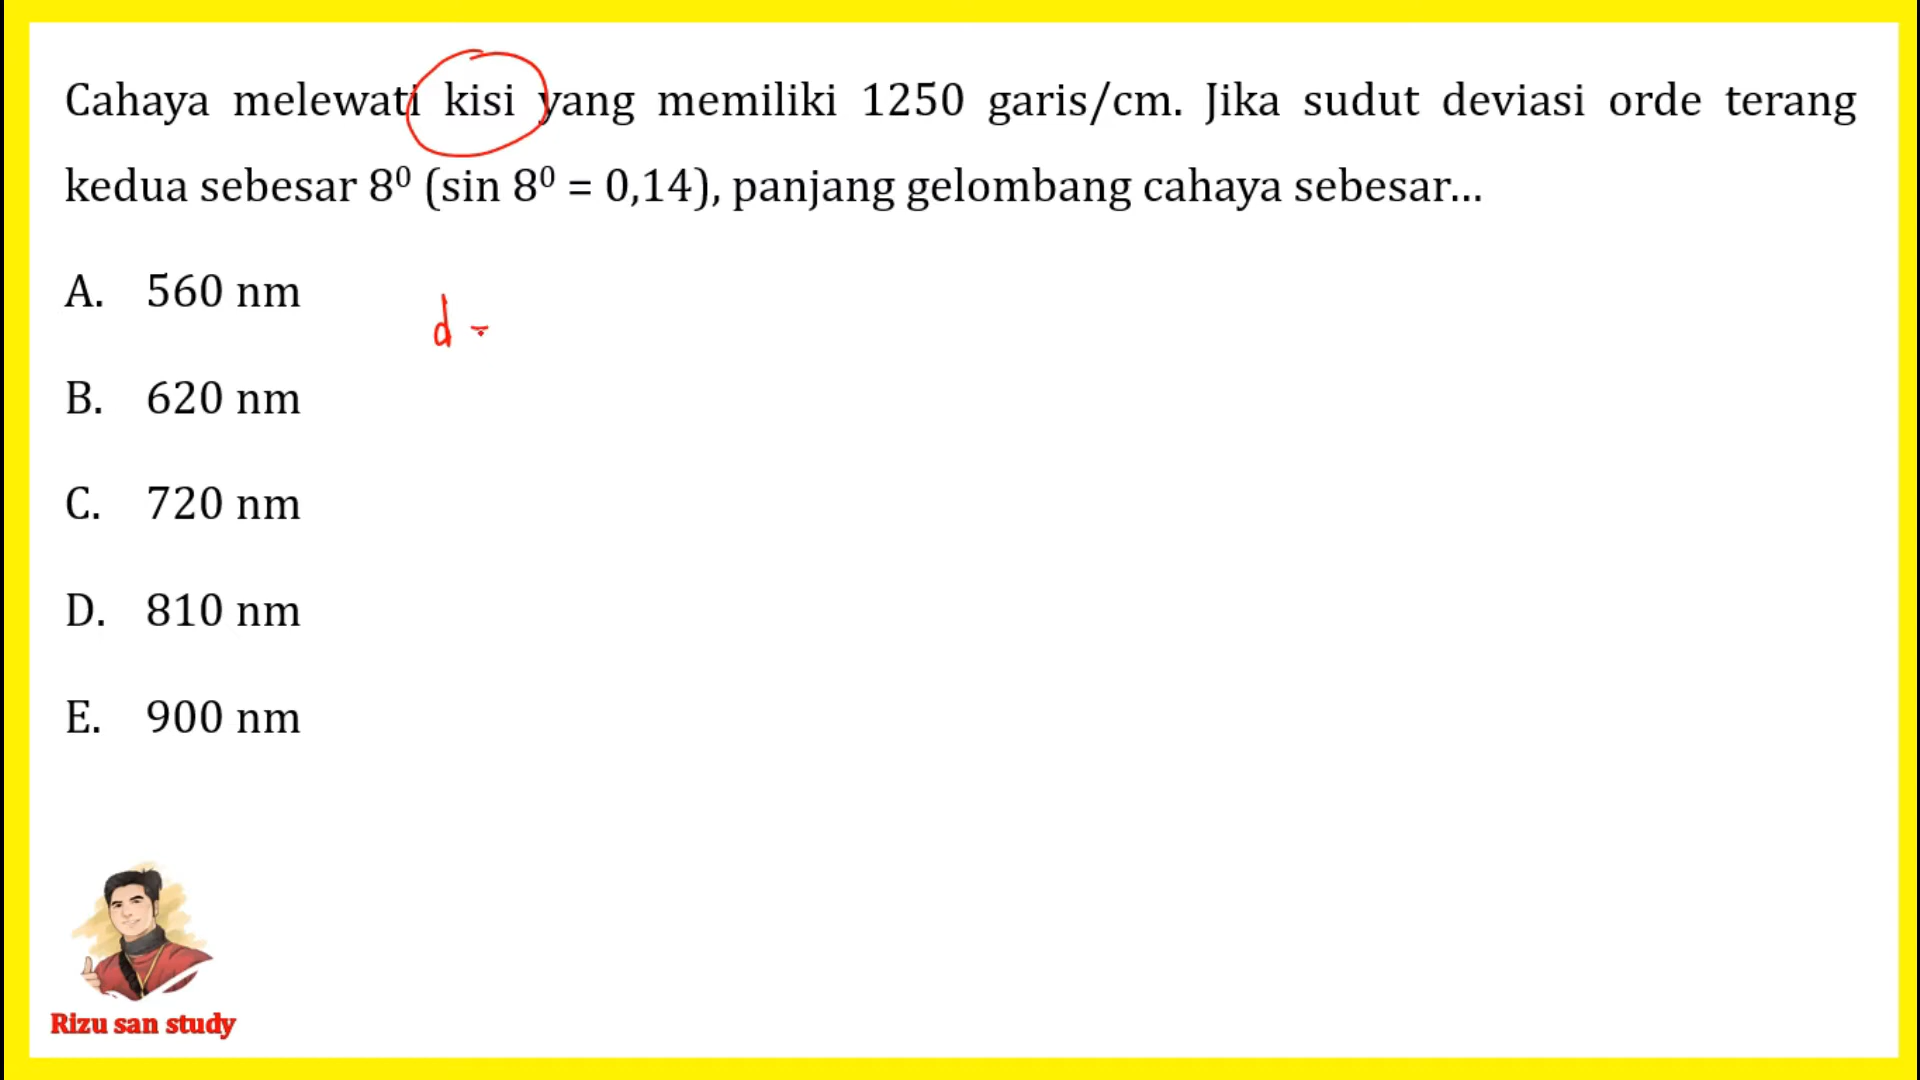 Cahaya melewati kisi yang memiliki 1250 garis/cm. Jika sudut deviasi orde terang
kedua sebesar 8⁰ (sin 8⁰ = 0,14), panjang gelombang cahaya sebesar...
A. 560 nm
d =
B. 620 nm
C. 720 nm
D. 810 nm
E. 900 nm
Rizu san study